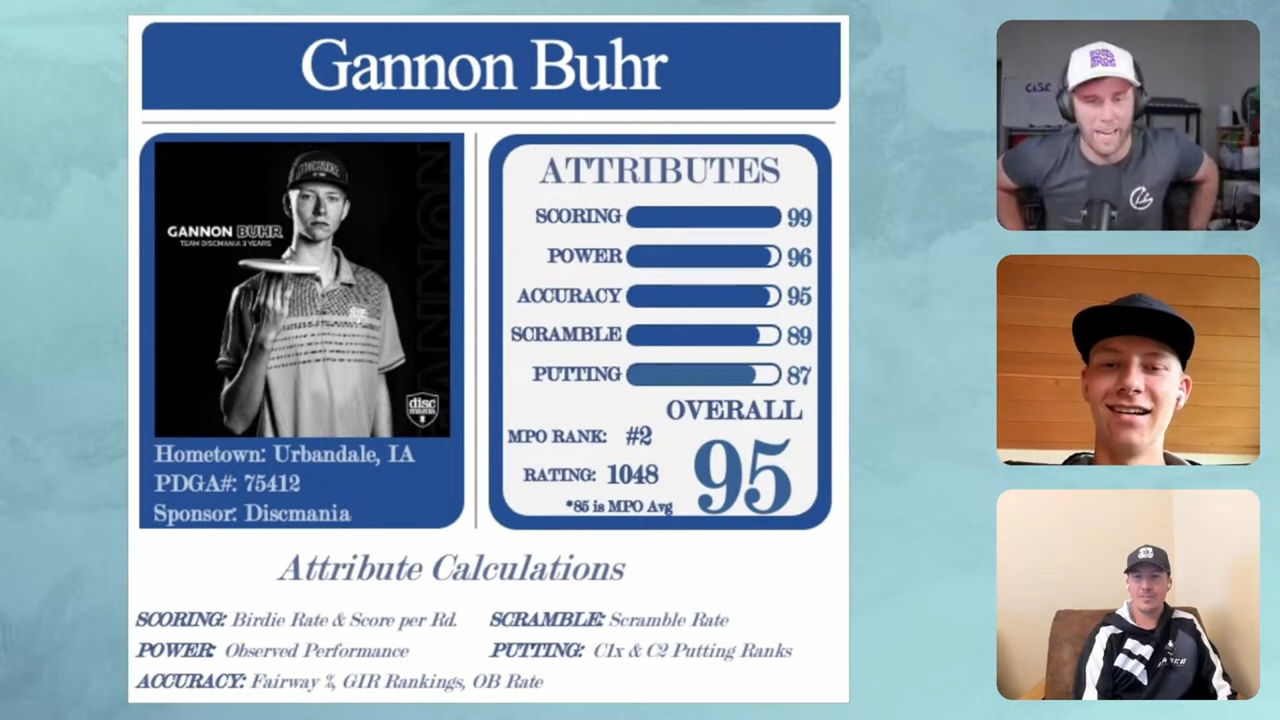 Gannon Buhr
GANNON BUHR
TEAM DISCMANIA 3 YEARS
GANNON
disc
mania
Hometown: Urbandale, IA
PDGA#: 75412
Sponsor: Discmania
ATTRIBUTES
SCORING 99
POWER 96
ACCURACY 95
SCRAMBLE 89
PUTTING 87
OVERALL
MPO RANK: #2
RATING: 1048
95
*85 is MPO Avg
Attribute Calculations
SCORING: Birdie Rate & Score per Rd.
SCRAMBLE: Scramble Rate
POWER: Observed Performance
PUTTING: C1x & C2 Putting Ranks
ACCURACY: Fairway %, GIR Rankings, OB Rate